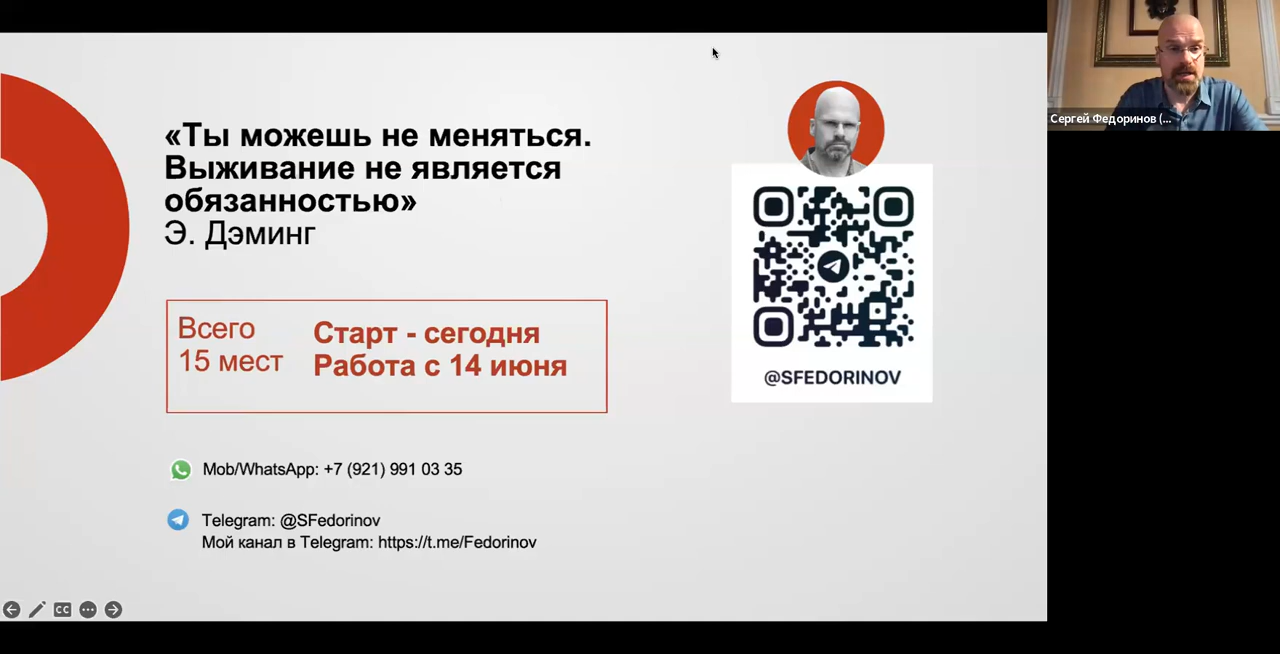 «Ты можешь не меняться.
Выживание не является
обязанностью»
Э. Дэминг
Всего
15 мест
Старт - сегодня
Работа с 14 июня
Mob/WhatsApp: +7 (921) 991 03 35
Telegram: @SFedorinov
Мой канал в Telegram: https://t.me/Fedorinov
@SFEDORINOV
Сергей Федоринов (...
CC